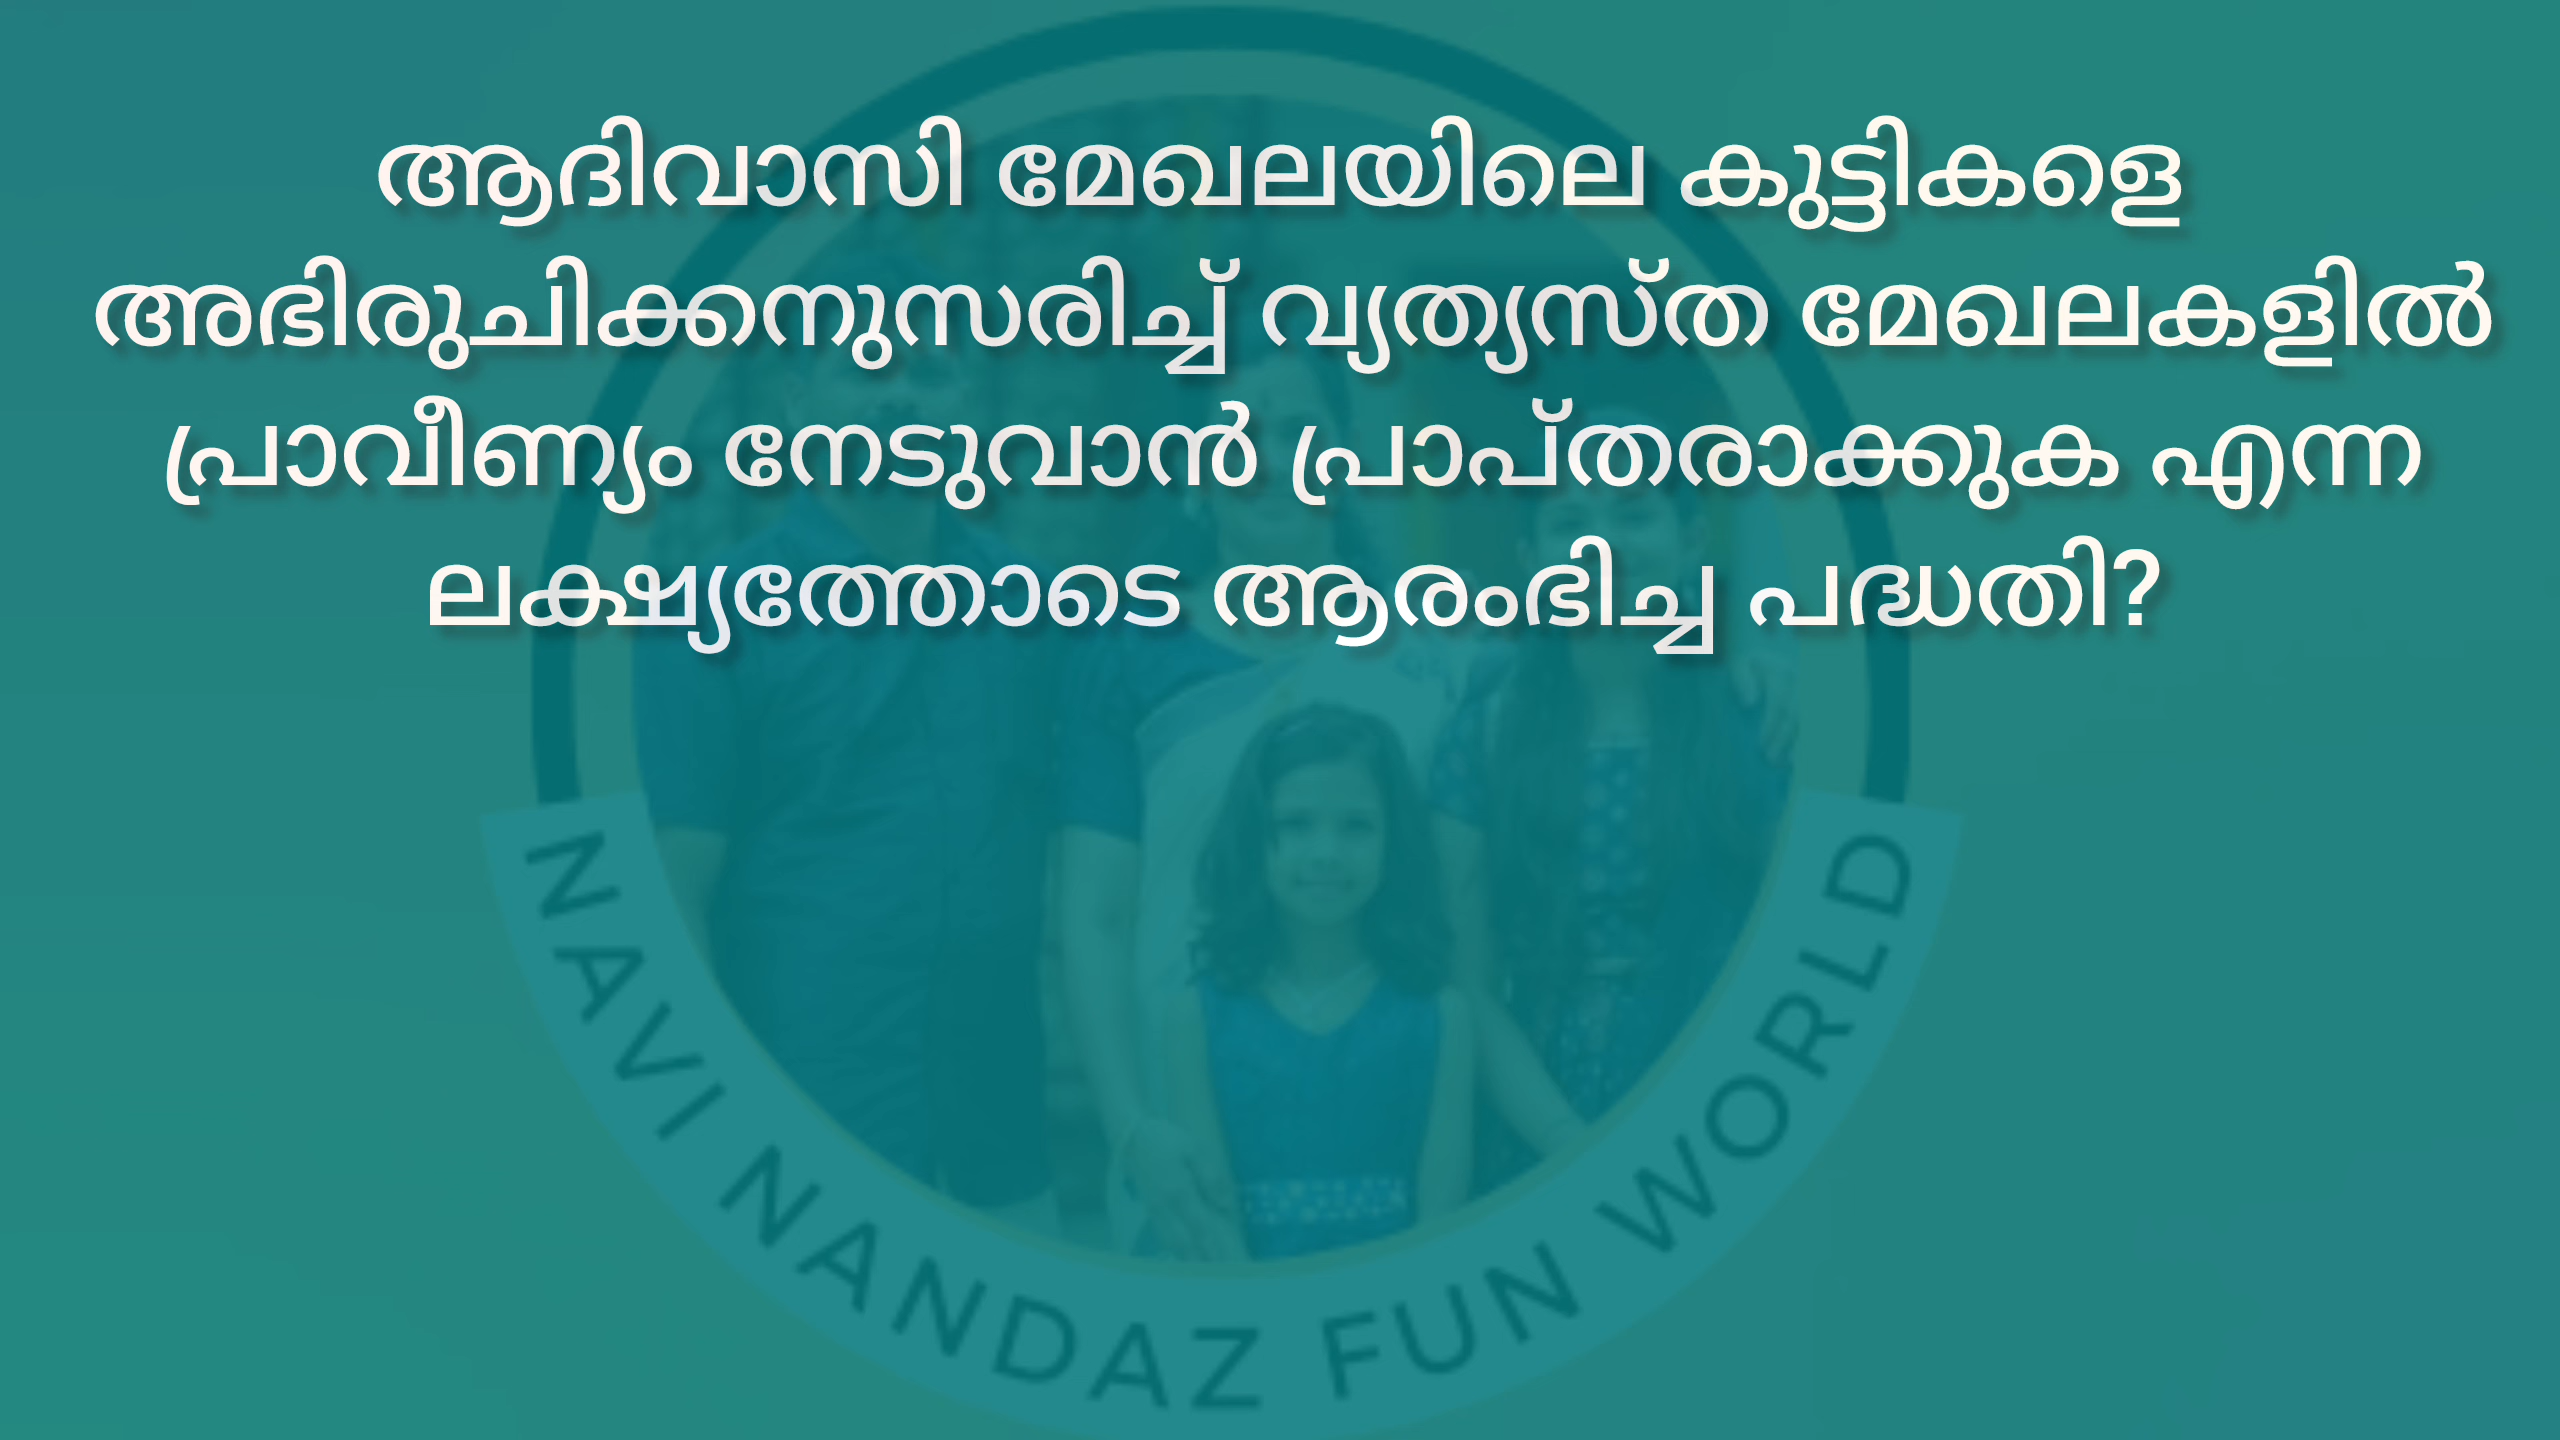 ആദിവാസി മേഖലയിലെ കുട്ടികളെ
അഭിരുചിക്കനുസരിച്ച് വ്യത്യസ്ത മേഖലകളിൽ
പ്രാവീണ്യം നേടുവാൻ പ്രാപ്തരാക്കുക എന്ന
ലക്ഷ്യത്തോടെ ആരംഭിച്ച പദ്ധതി?
NAVI NANDAZ FUN WORLD